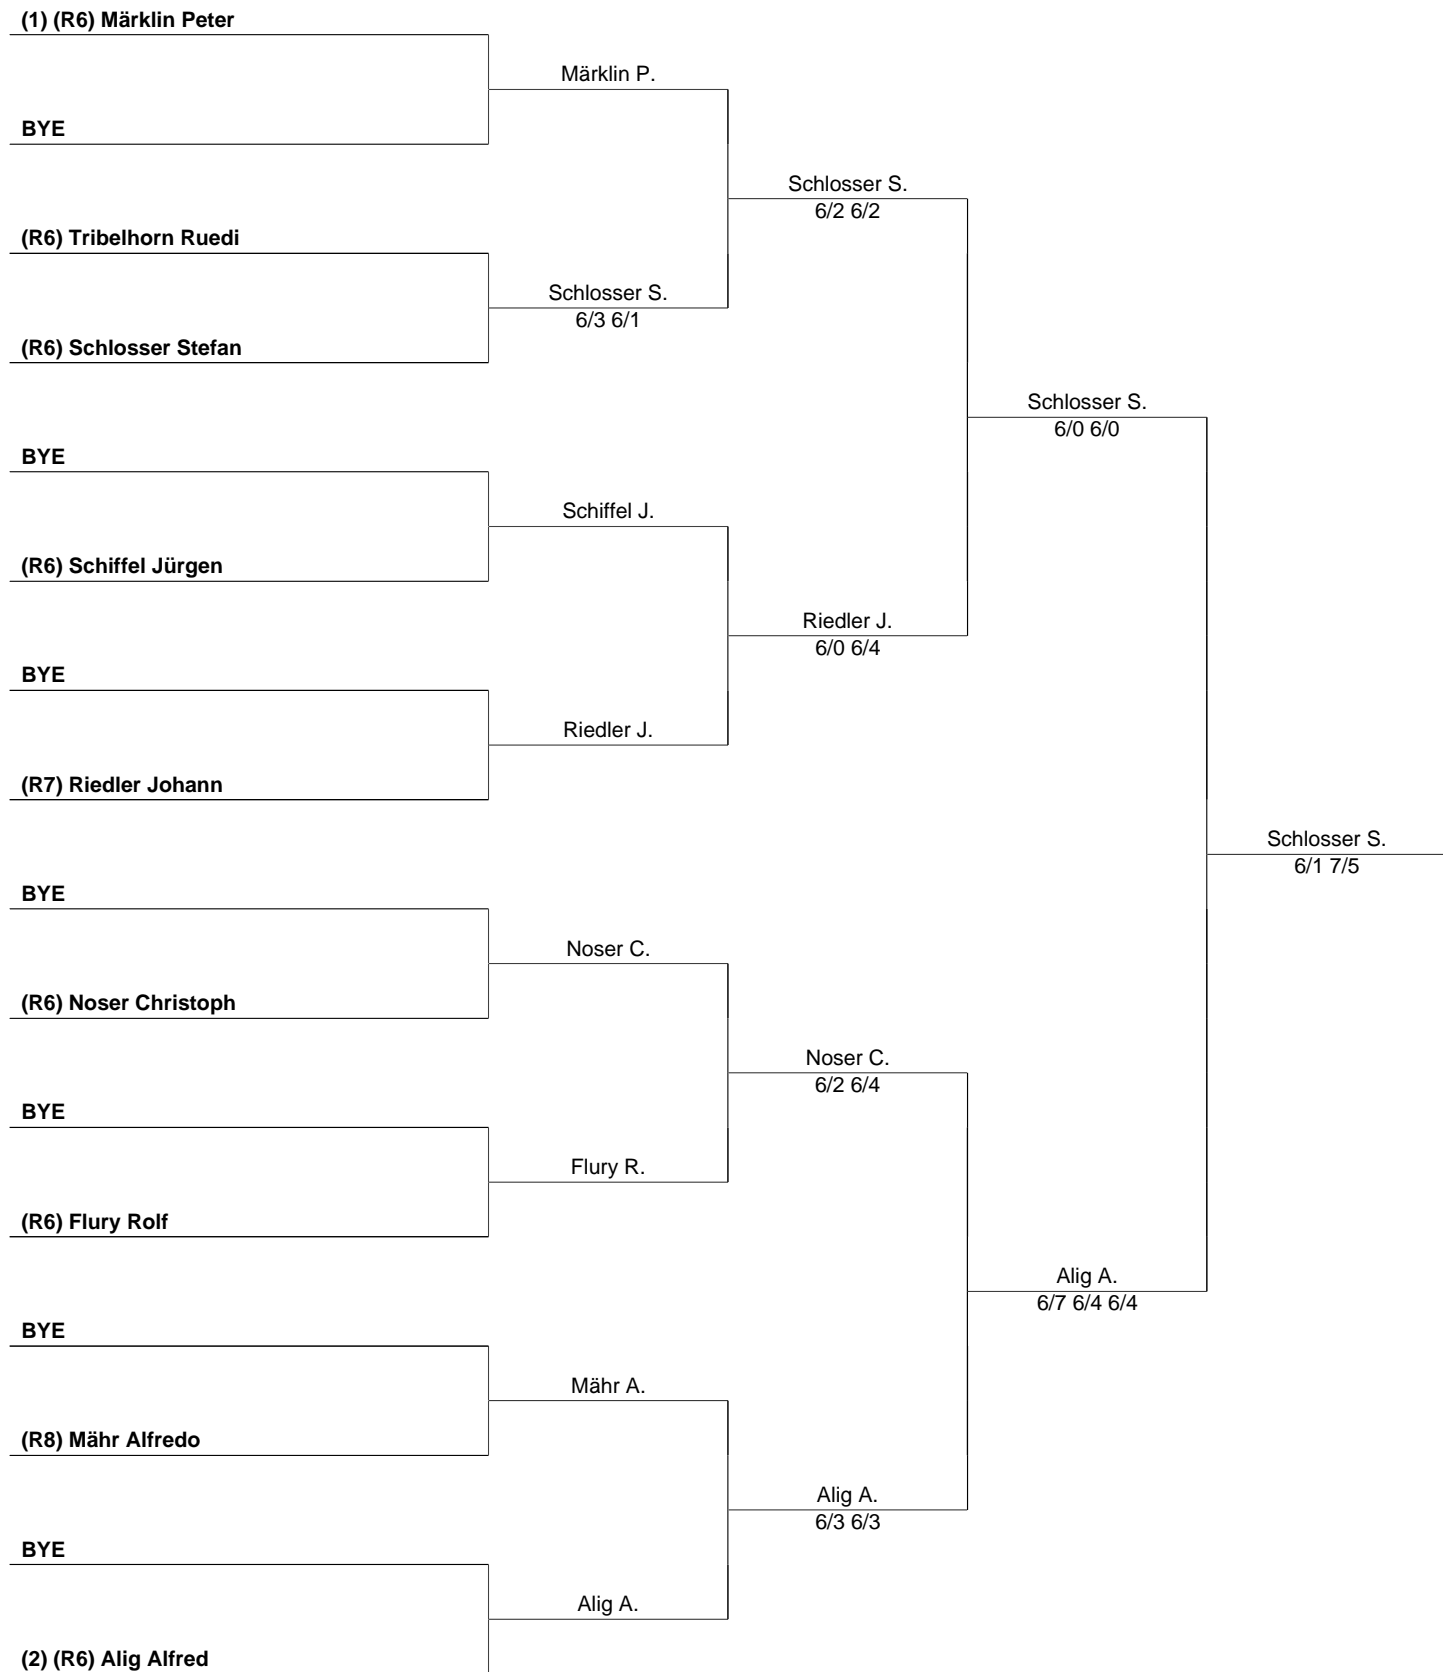 (1) (R6) Märklin Peter
Märklin P.
BYE
Schlosser S.
6/2 6/2
(R6) Tribelhorn Ruedi
Schlosser S.
6/3 6/1
(R6) Schlosser Stefan
Schlosser S.
6/0 6/0
BYE
Schiffel J.
(R6) Schiffel Jürgen
Riedler J.
6/0 6/4
BYE
Riedler J.
(R7) Riedler Johann
Schlosser S.
6/1 7/5
BYE
Noser C.
(R6) Noser Christoph
Noser C.
6/2 6/4
BYE
Flury R.
(R6) Flury Rolf
Alig A.
6/7 6/4 6/4
BYE
Mähr A.
(R8) Mähr Alfredo
Alig A.
6/3 6/3
BYE
Alig A.
(2) (R6) Alig Alfred